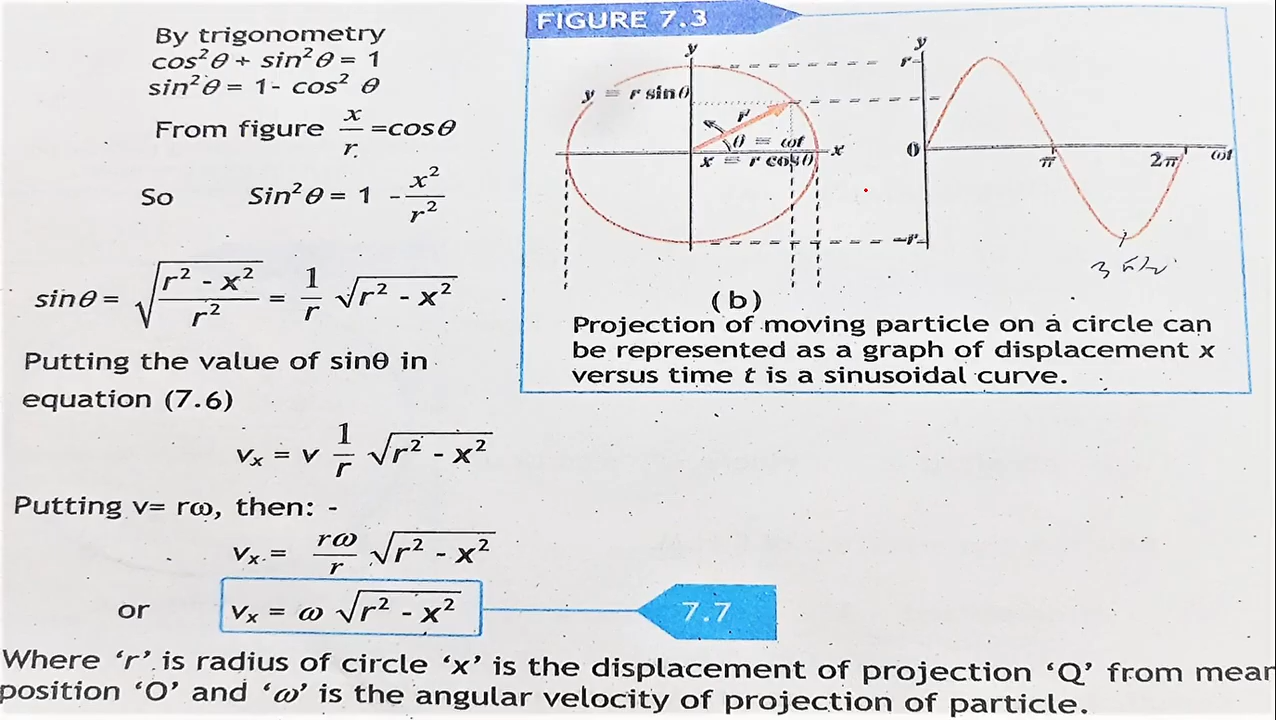 By trigonometry
cos²θ + sin²θ = 1
sin²θ = 1- cos² θ
From figure x/r =cosθ
So Sin²θ = 1 - x²/r²
sinθ = √((r² - x²)/r²) = 1/r √(r² - x²)
Putting the value of sinθ in
equation (7.6)
vₓ = v 1/r √(r² - x²)
Putting v= rω, then: -
vₓ = rω/r √(r² - x²)
or vₓ = ω √(r² - x²) 7.7
Where ‘r’ is radius of circle ‘x’ is the displacement of projection ‘Q’ from mean
position ‘O’ and ‘ω’ is the angular velocity of projection of particle.
FIGURE 7.3
y
y = r sinθ
r
θ = ωt
x = r cosθ
x
y
r
0
π
2π
ωt
-r
(b)
Projection of moving particle on a circle can
be represented as a graph of displacement x
versus time t is a sinusoidal curve.